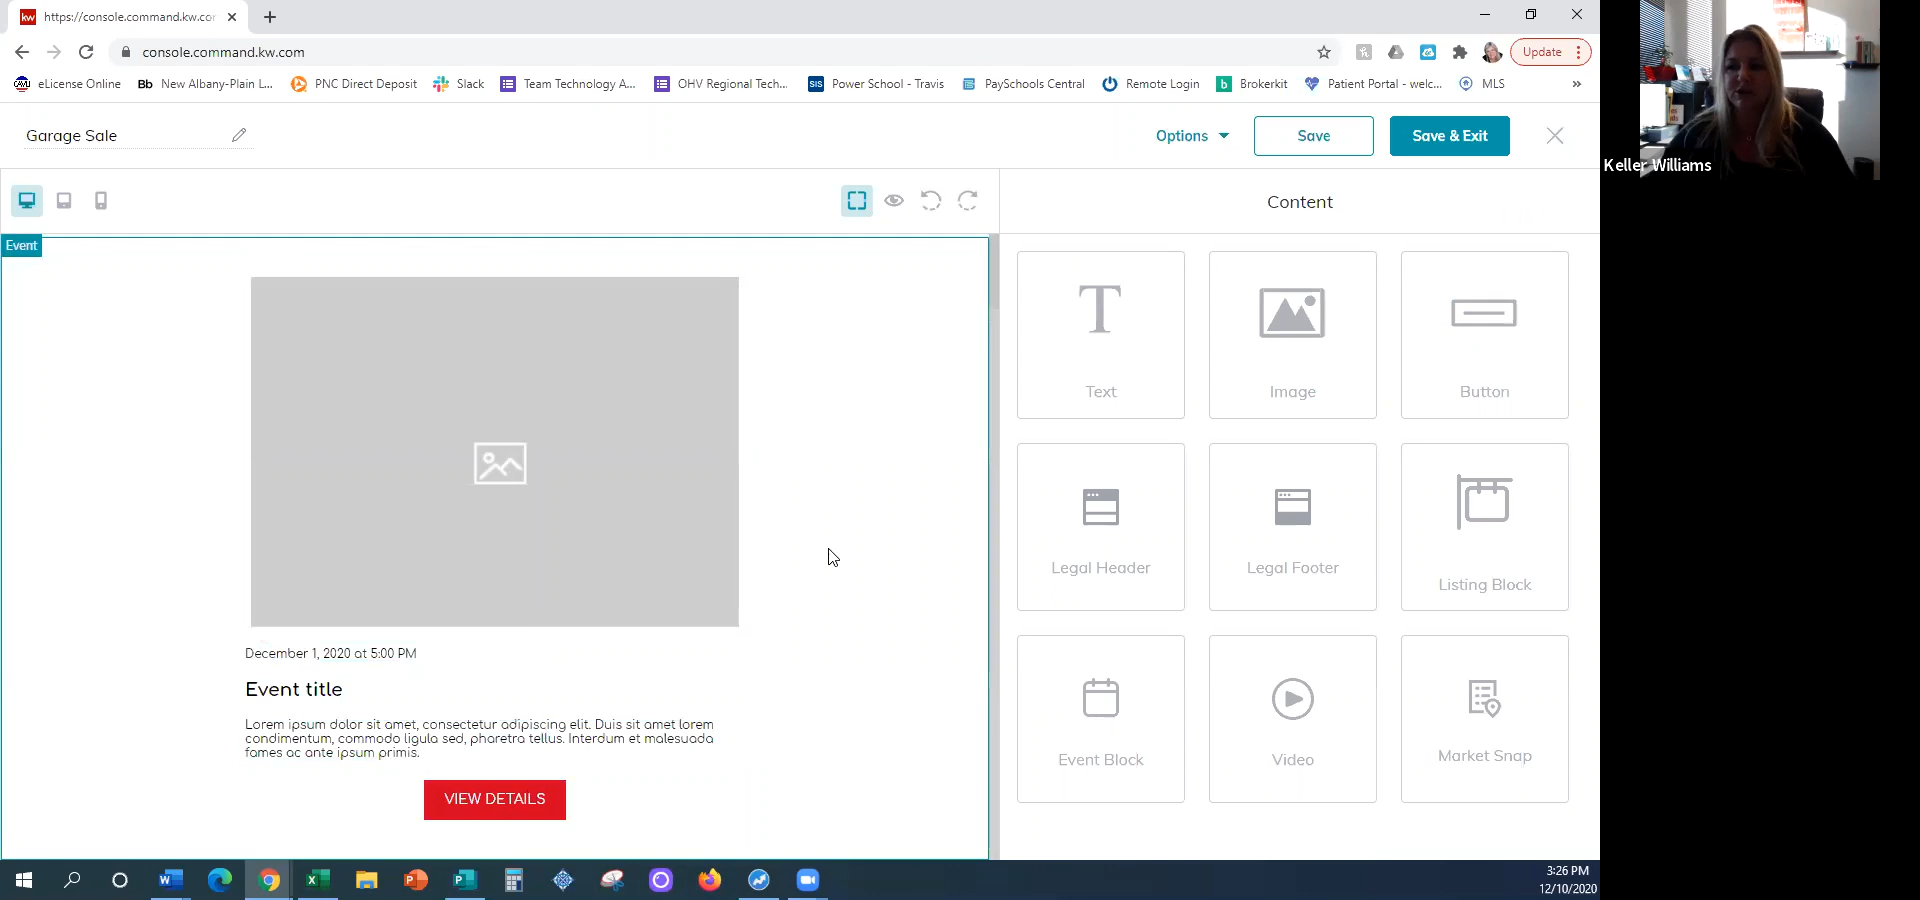 kw https://console.command.kw.cor
console.command.kw.com
Update
eLicense Online
Bb New Albany-Plain L...
PNC Direct Deposit
Slack
Team Technology A...
OHV Regional Tech...
SIS Power School - Travis
PaySchools Central
Remote Login
b Brokerkit
Patient Portal - welc...
MLS
»
Garage Sale
Options
Save
Save & Exit
Keller Williams
Content
Event
T
Text
Image
Button
Legal Header
Legal Footer
Listing Block
December 1, 2020 at 5:00 PM
Event title
Lorem ipsum dolor sit amet, consectetur adipiscing elit. Duis sit amet lorem
condimentum, commodo ligula sed, pharetra tellus. Interdum et malesuada
fames ac ante ipsum primis.
VIEW DETAILS
Event Block
Video
Market Snap
3:26 PM
12/10/2020